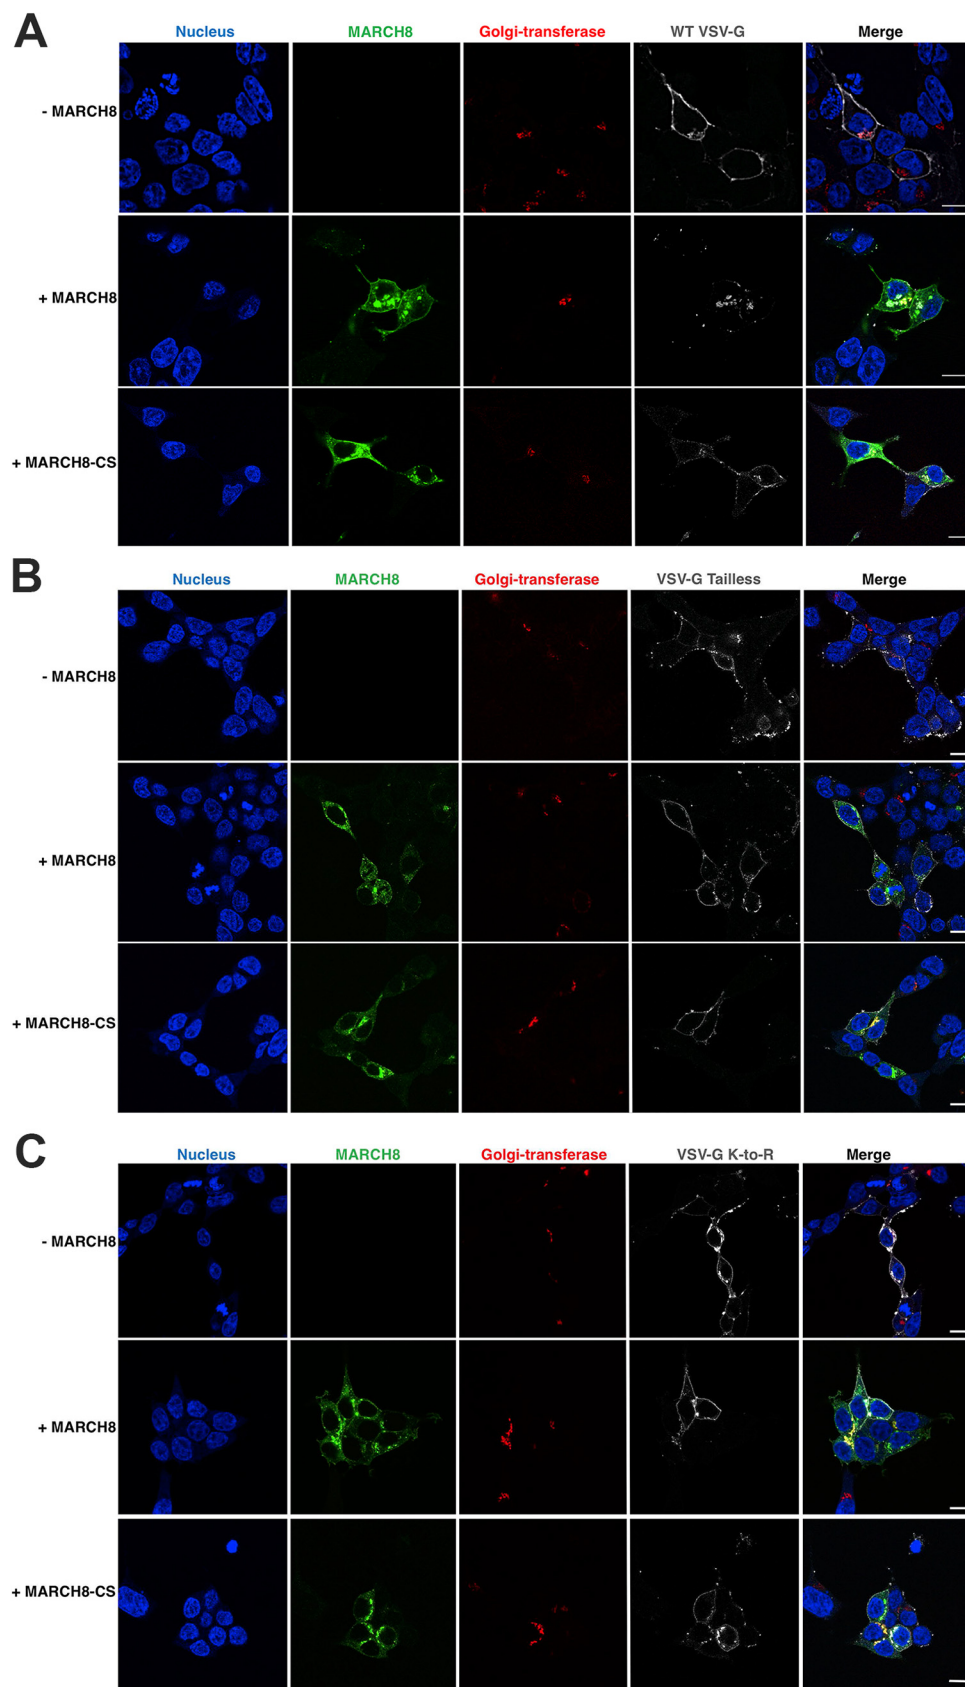 A
Nucleus MARCH8 Golgi-transferase WT VSV-G Merge
- MARCH8
+ MARCH8
+ MARCH8-CS
B
Nucleus MARCH8 Golgi-transferase VSV-G Tailless Merge
- MARCH8
+ MARCH8
+ MARCH8-CS
C
Nucleus MARCH8 Golgi-transferase VSV-G K-to-R Merge
- MARCH8
+ MARCH8
+ MARCH8-CS